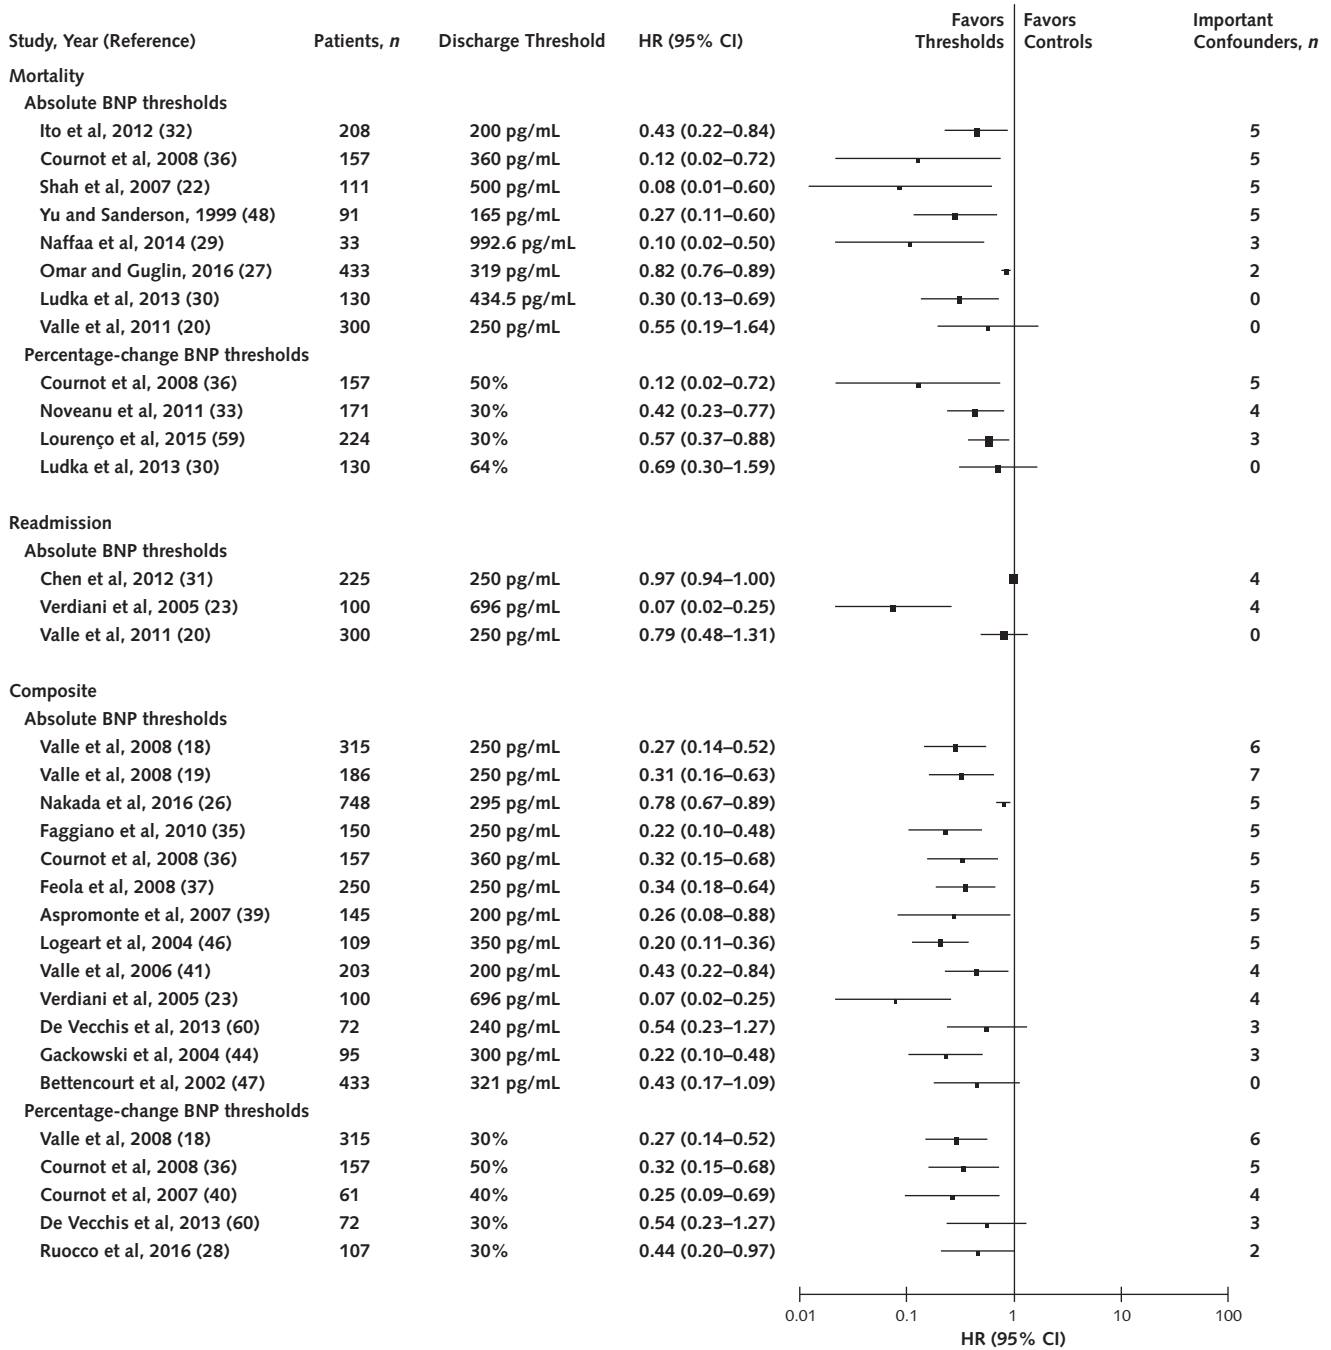 Favors Favors Important
Study, Year (Reference) Patients, n Discharge Threshold HR (95% CI) Thresholds Controls Confounders, n
Mortality
Absolute BNP thresholds
Ito et al, 2012 (32) 208 200 pg/mL 0.43 (0.22–0.84) 5
Cournot et al, 2008 (36) 157 360 pg/mL 0.12 (0.02–0.72) 5
Shah et al, 2007 (22) 111 500 pg/mL 0.08 (0.01–0.60) 5
Yu and Sanderson, 1999 (48) 91 165 pg/mL 0.27 (0.11–0.60) 5
Naffaa et al, 2014 (29) 33 992.6 pg/mL 0.10 (0.02–0.50) 3
Omar and Guglin, 2016 (27) 433 319 pg/mL 0.82 (0.76–0.89) 2
Ludka et al, 2013 (30) 130 434.5 pg/mL 0.30 (0.13–0.69) 0
Valle et al, 2011 (20) 300 250 pg/mL 0.55 (0.19–1.64) 0
Percentage-change BNP thresholds
Cournot et al, 2008 (36) 157 50% 0.12 (0.02–0.72) 5
Noveanu et al, 2011 (33) 171 30% 0.42 (0.23–0.77) 4
Lourenço et al, 2015 (59) 224 30% 0.57 (0.37–0.88) 3
Ludka et al, 2013 (30) 130 64% 0.69 (0.30–1.59) 0
Readmission
Absolute BNP thresholds
Chen et al, 2012 (31) 225 250 pg/mL 0.97 (0.94–1.00) 4
Verdiani et al, 2005 (23) 100 696 pg/mL 0.07 (0.02–0.25) 4
Valle et al, 2011 (20) 300 250 pg/mL 0.79 (0.48–1.31) 0
Composite
Absolute BNP thresholds
Valle et al, 2008 (18) 315 250 pg/mL 0.27 (0.14–0.52) 6
Valle et al, 2008 (19) 186 250 pg/mL 0.31 (0.16–0.63) 7
Nakada et al, 2016 (26) 748 295 pg/mL 0.78 (0.67–0.89) 5
Faggiano et al, 2010 (35) 150 250 pg/mL 0.22 (0.10–0.48) 5
Cournot et al, 2008 (36) 157 360 pg/mL 0.32 (0.15–0.68) 5
Feola et al, 2008 (37) 250 250 pg/mL 0.34 (0.18–0.64) 5
Aspromonte et al, 2007 (39) 145 200 pg/mL 0.26 (0.08–0.88) 5
Logeart et al, 2004 (46) 109 350 pg/mL 0.20 (0.11–0.36) 5
Valle et al, 2006 (41) 203 200 pg/mL 0.43 (0.22–0.84) 4
Verdiani et al, 2005 (23) 100 696 pg/mL 0.07 (0.02–0.25) 4
De Vecchis et al, 2013 (60) 72 240 pg/mL 0.54 (0.23–1.27) 3
Gackowski et al, 2004 (44) 95 300 pg/mL 0.22 (0.10–0.48) 3
Bettencourt et al, 2002 (47) 433 321 pg/mL 0.43 (0.17–1.09) 0
Percentage-change BNP thresholds
Valle et al, 2008 (18) 315 30% 0.27 (0.14–0.52) 6
Cournot et al, 2008 (36) 157 50% 0.32 (0.15–0.68) 5
Cournot et al, 2007 (40) 61 40% 0.25 (0.09–0.69) 4
De Vecchis et al, 2013 (60) 72 30% 0.54 (0.23–1.27) 3
Ruocco et al, 2016 (28) 107 30% 0.44 (0.20–0.97) 2
0.01 0.1 1 10 100
HR (95% CI)